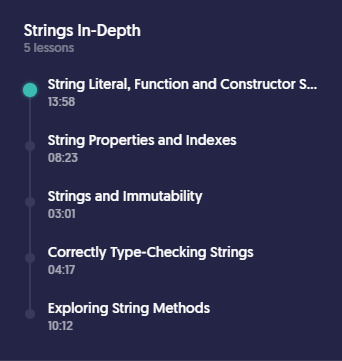 Strings In-Depth
5 lessons
String Literal, Function and Constructor S...
13:58
String Properties and Indexes
08:23
Strings and Immutability
03:01
Correctly Type-Checking Strings
04:17
Exploring String Methods
10:12